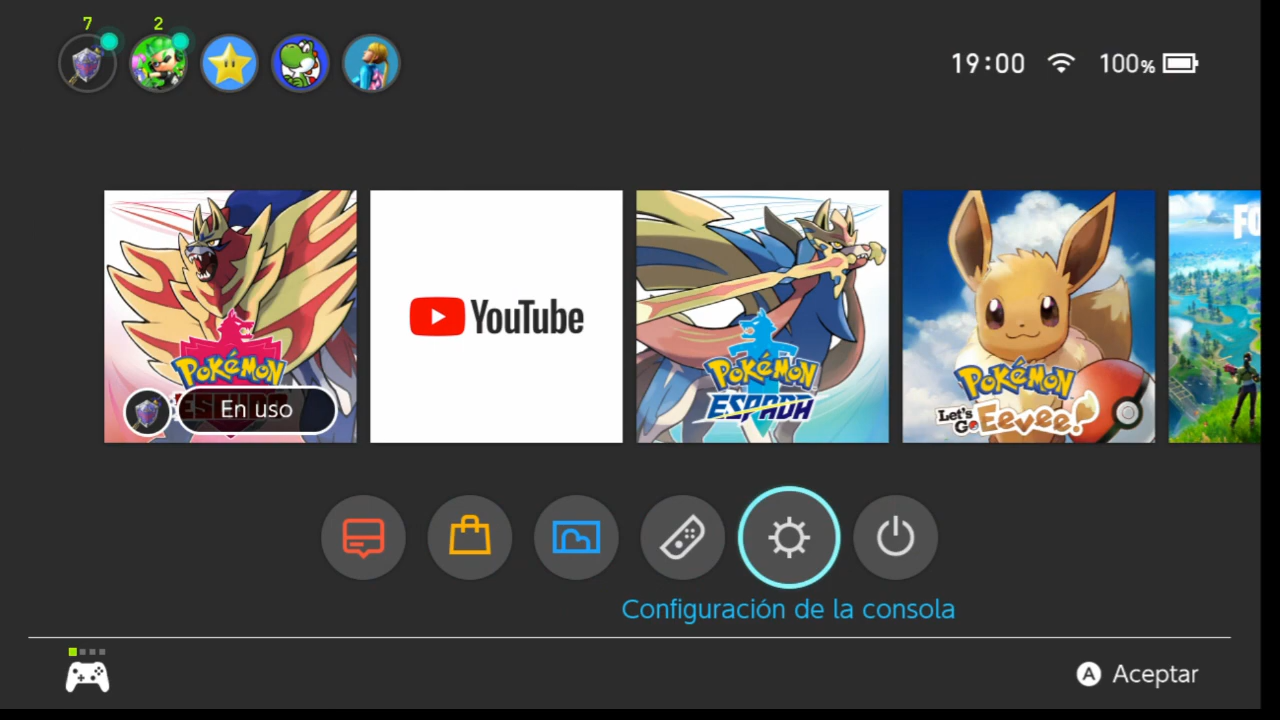 7 2
19:00 100%
FO
YouTube
POKéMON
En uso
POKéMON
ESPADA
POKéMON
Let's Go Eevee!
Configuración de la consola
A Aceptar